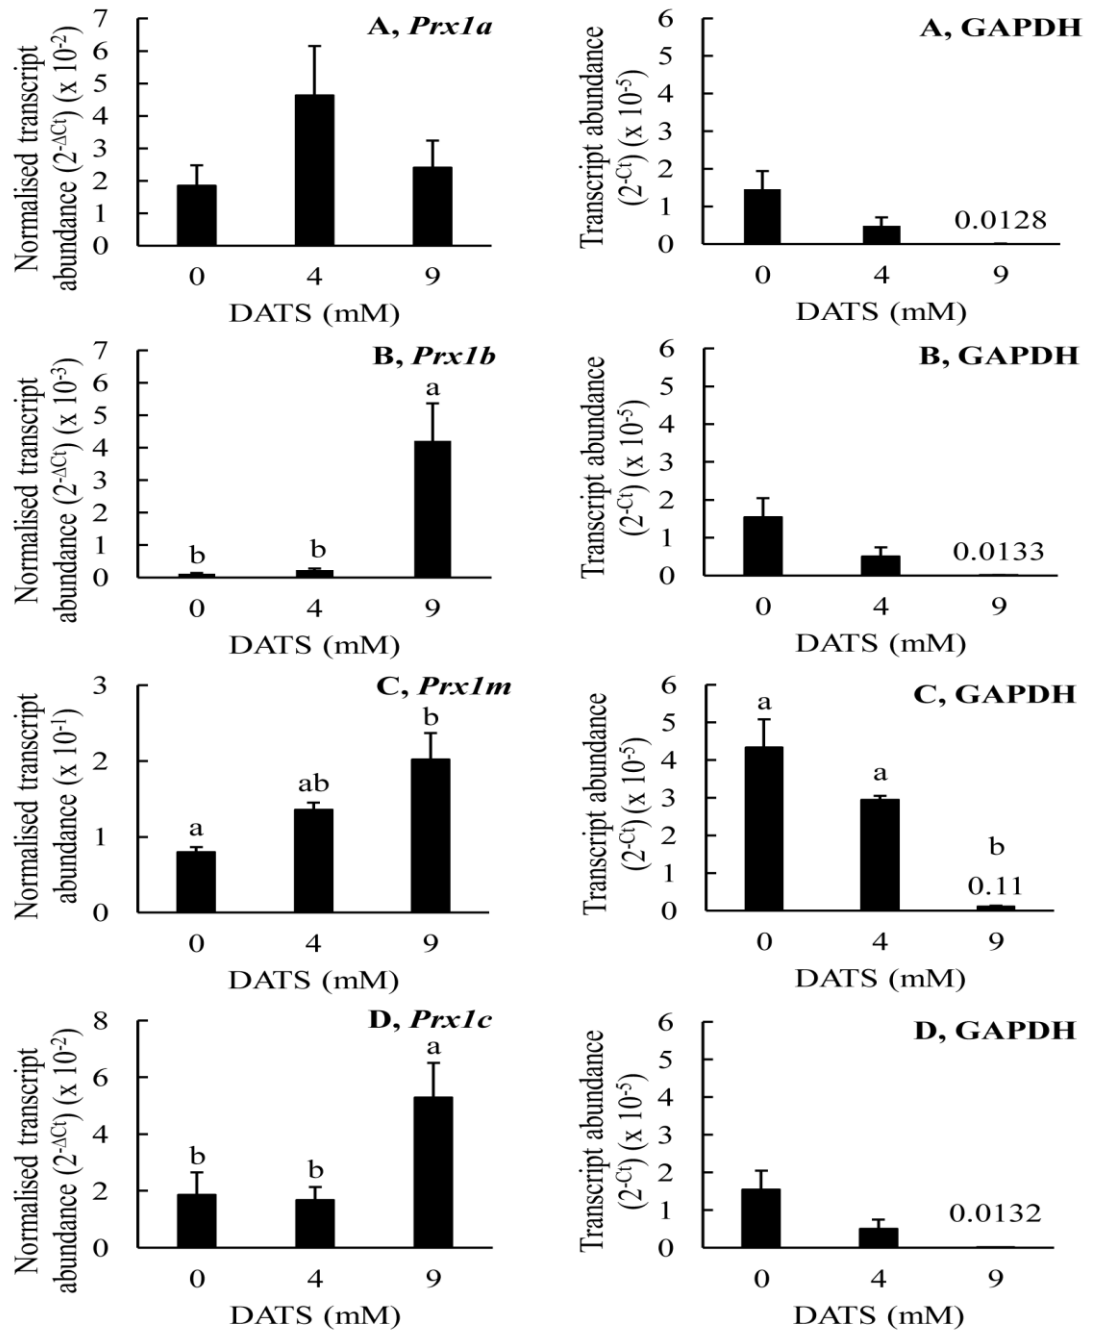 A, Prx1a
Normalised transcript
abundance (2^-ΔCt) (x 10^-2)
7
6
5
4
3
2
1
0
0 4 9
DATS (mM)
A, GAPDH
Transcript abundance
(2^-Ct) (x 10^-5)
6
5
4
3
2
1
0
0.0128
0 4 9
DATS (mM)
B, Prx1b
Normalised transcript
abundance (2^-ΔCt) (x 10^-3)
7
6
5
4
3
2
1
0
b b a
0 4 9
DATS (mM)
B, GAPDH
Transcript abundance
(2^-Ct) (x 10^-5)
6
5
4
3
2
1
0
0.0133
0 4 9
DATS (mM)
C, Prx1m
Normalised transcript
abundance (x 10^-1)
3
2
1
0
a ab b
0 4 9
DATS (mM)
C, GAPDH
Transcript abundance
(2^-Ct) (x 10^-5)
6
5
4
3
2
1
0
a a b
0.11
0 4 9
DATS (mM)
D, Prx1c
Normalised transcript
abundance (2^-ΔCt) (x 10^-2)
8
6
4
2
0
b b a
0 4 9
DATS (mM)
D, GAPDH
Transcript abundance
(2^-Ct) (x 10^-5)
6
5
4
3
2
1
0
0.0132
0 4 9
DATS (mM)